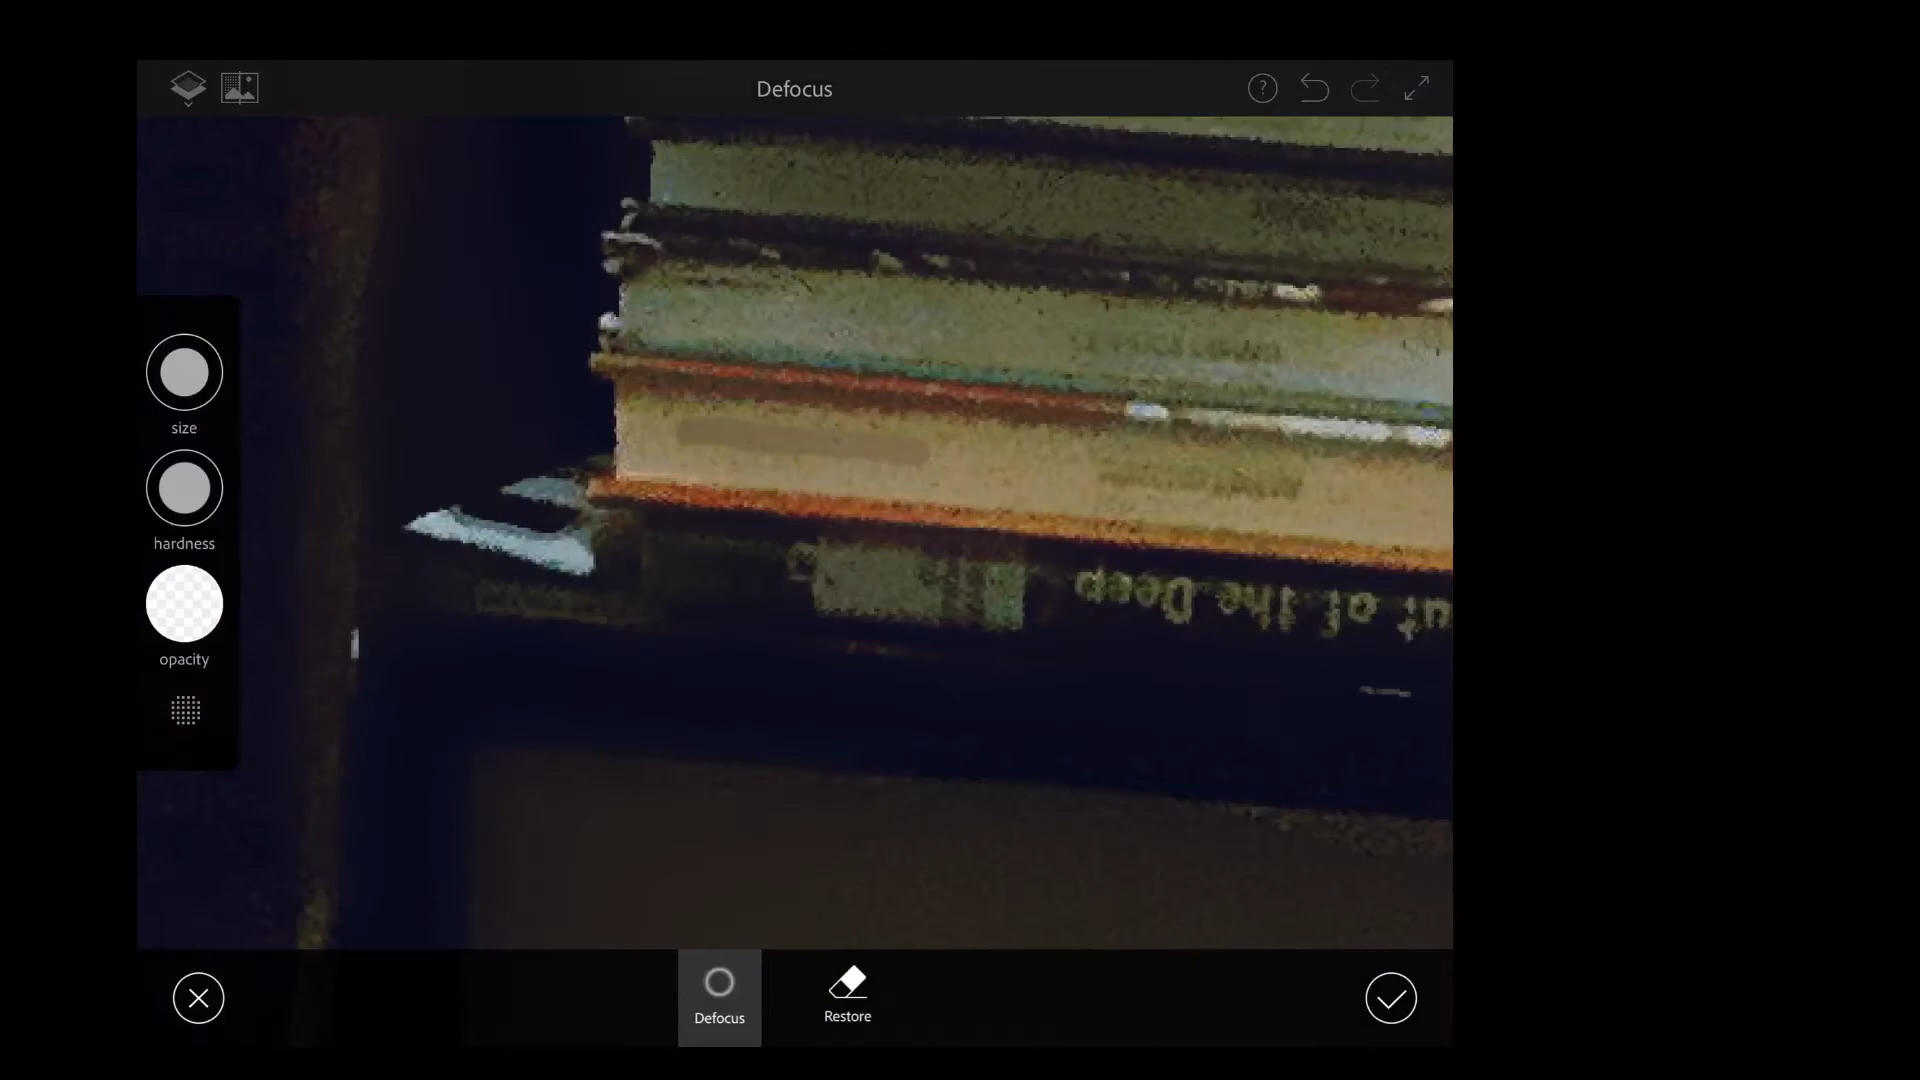 Defocus
?
size
hardness
opacity
ut of the Deep
Defocus
Restore